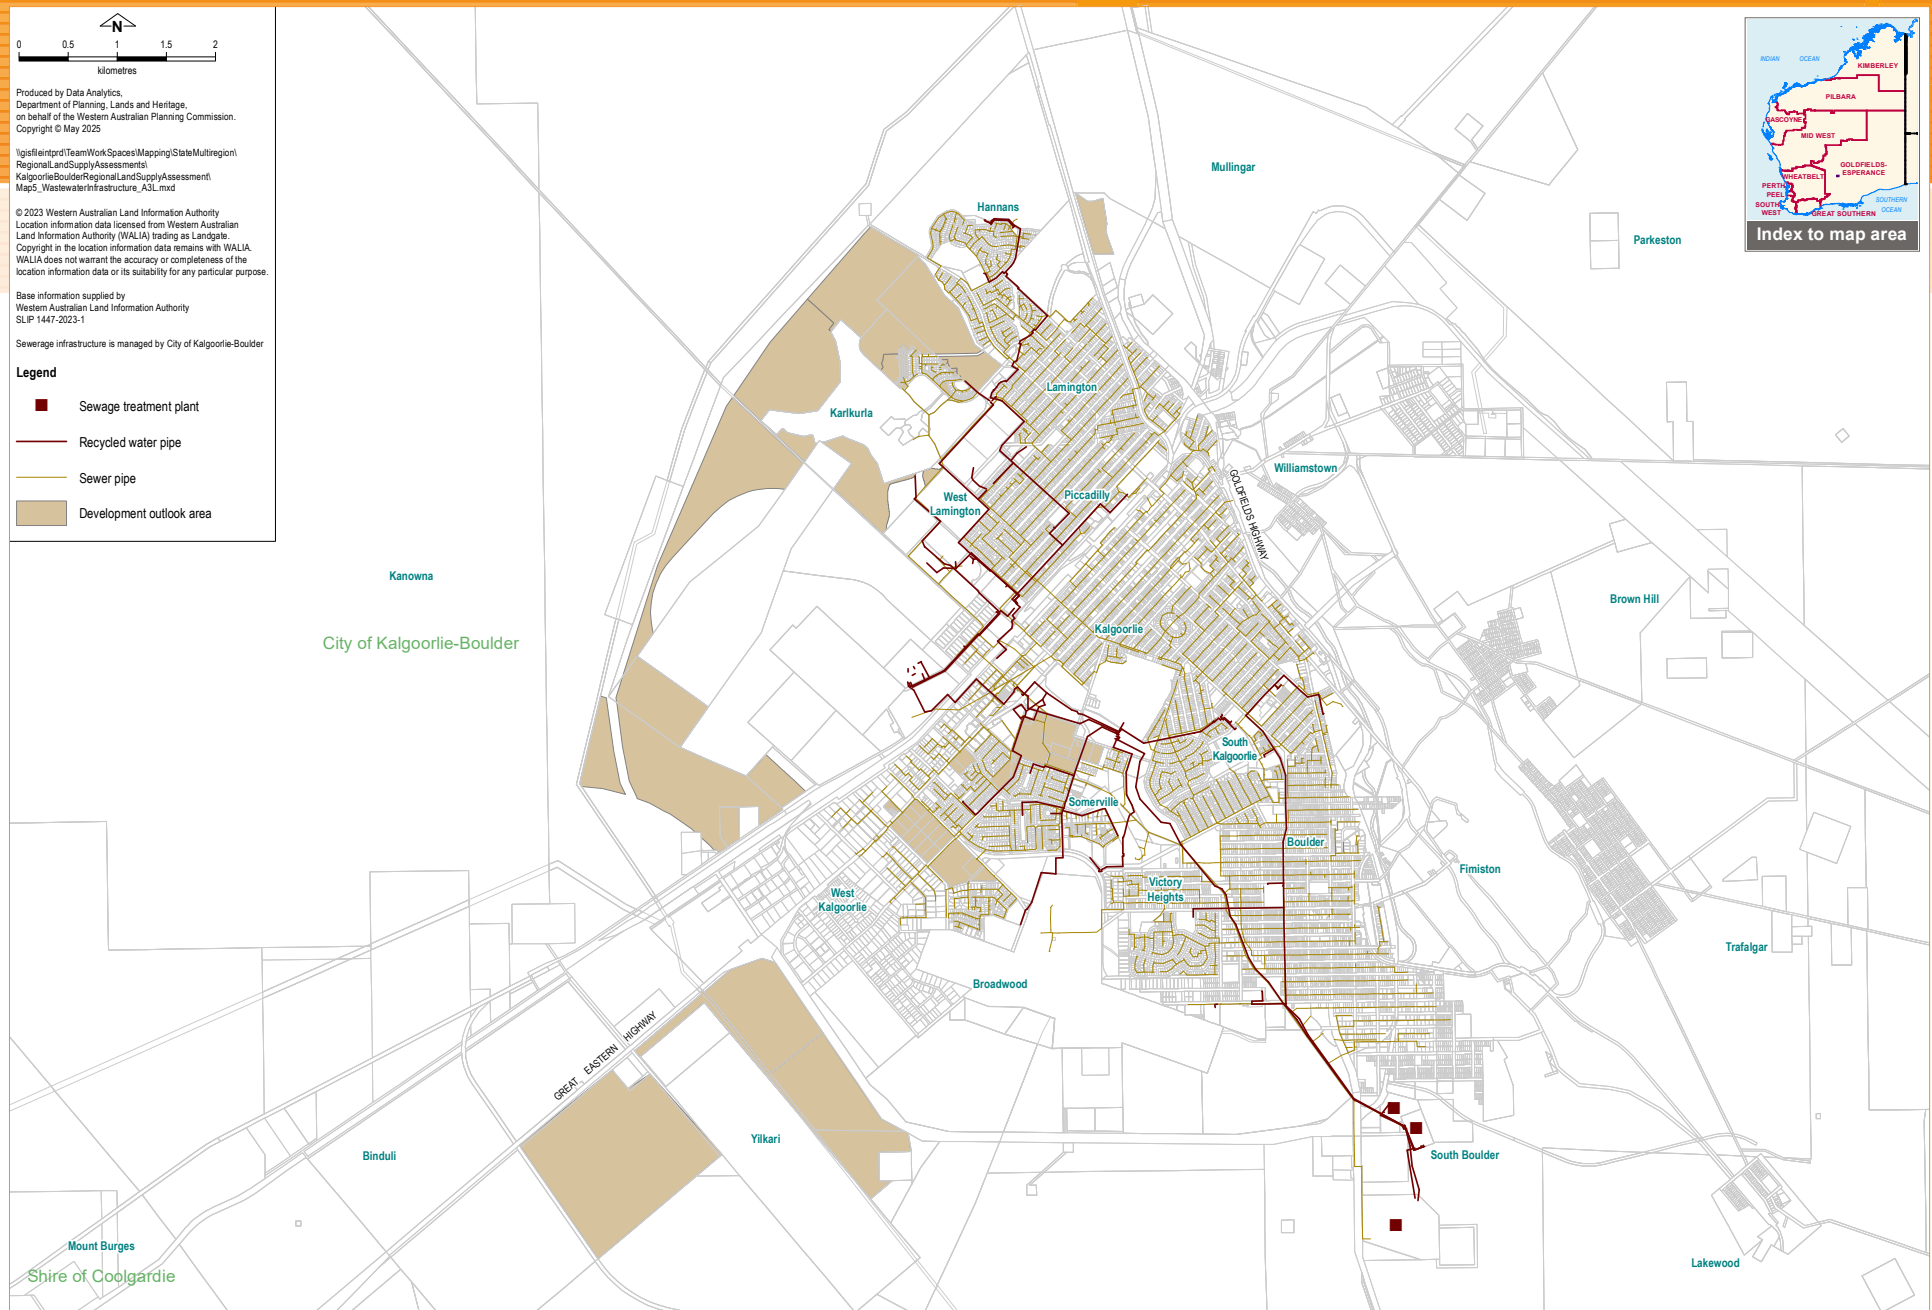 N
0 0.5 1 1.5 2
kilometres
Produced by Data Analytics,
Department of Planning, Lands and Heritage,
on behalf of the Western Australian Planning Commission.
Copyright © May 2025
\\gisfileintprd\TeamWorkSpaces\Mapping\StateMultiregion\
RegionalLandSupplyAssessments\
KalgoorlieBoulderRegionalLandSupplyAssessment\
Map5_WastewaterInfrastructure_A3L.mxd
© 2023 Western Australian Land Information Authority
Location information data licensed from Western Australian
Land Information Authority (WALIA) trading as Landgate.
Copyright in the location information data remains with WALIA.
WALIA does not warrant the accuracy or completeness of the
location information data or its suitability for any particular purpose.
Base information supplied by
Western Australian Land Information Authority
SLIP 1447-2023-1
Sewerage infrastructure is managed by City of Kalgoorlie-Boulder
Legend
Sewage treatment plant
Recycled water pipe
Sewer pipe
Development outlook area
INDIAN OCEAN
KIMBERLEY
PILBARA
GASCOYNE
MID WEST
GOLDFIELDS-
ESPERANCE
WHEATBELT
PERTH
PEEL
SOUTH
WEST
GREAT SOUTHERN
SOUTHERN
OCEAN
Index to map area
Mullingar
Hannans
Parkeston
Lamington
Karlkurla
Williamstown
GOLDFIELDS HIGHWAY
West
Lamington
Piccadilly
Kanowna
Brown Hill
City of Kalgoorlie-Boulder
Kalgoorlie
South
Kalgoorlie
Somerville
Boulder
Fimiston
Victory
Heights
West
Kalgoorlie
Trafalgar
Broadwood
GREAT EASTERN HIGHWAY
Yilkari
Binduli
South Boulder
Mount Burges
Lakewood
Shire of Coolgardie